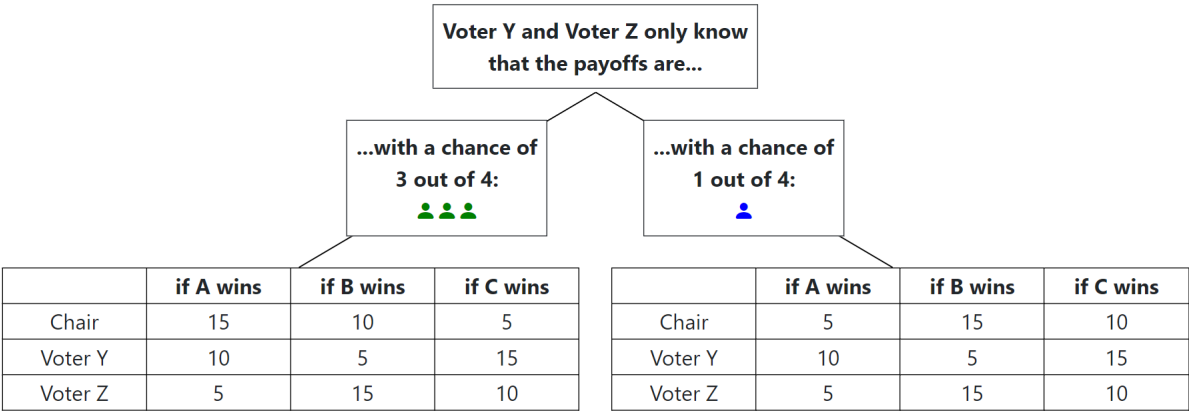 Voter Y and Voter Z only know
that the payoffs are...
...with a chance of
3 out of 4:
...with a chance of
1 out of 4:
if A wins if B wins if C wins
Chair 15 10 5
Voter Y 10 5 15
Voter Z 5 15 10
if A wins if B wins if C wins
Chair 5 15 10
Voter Y 10 5 15
Voter Z 5 15 10